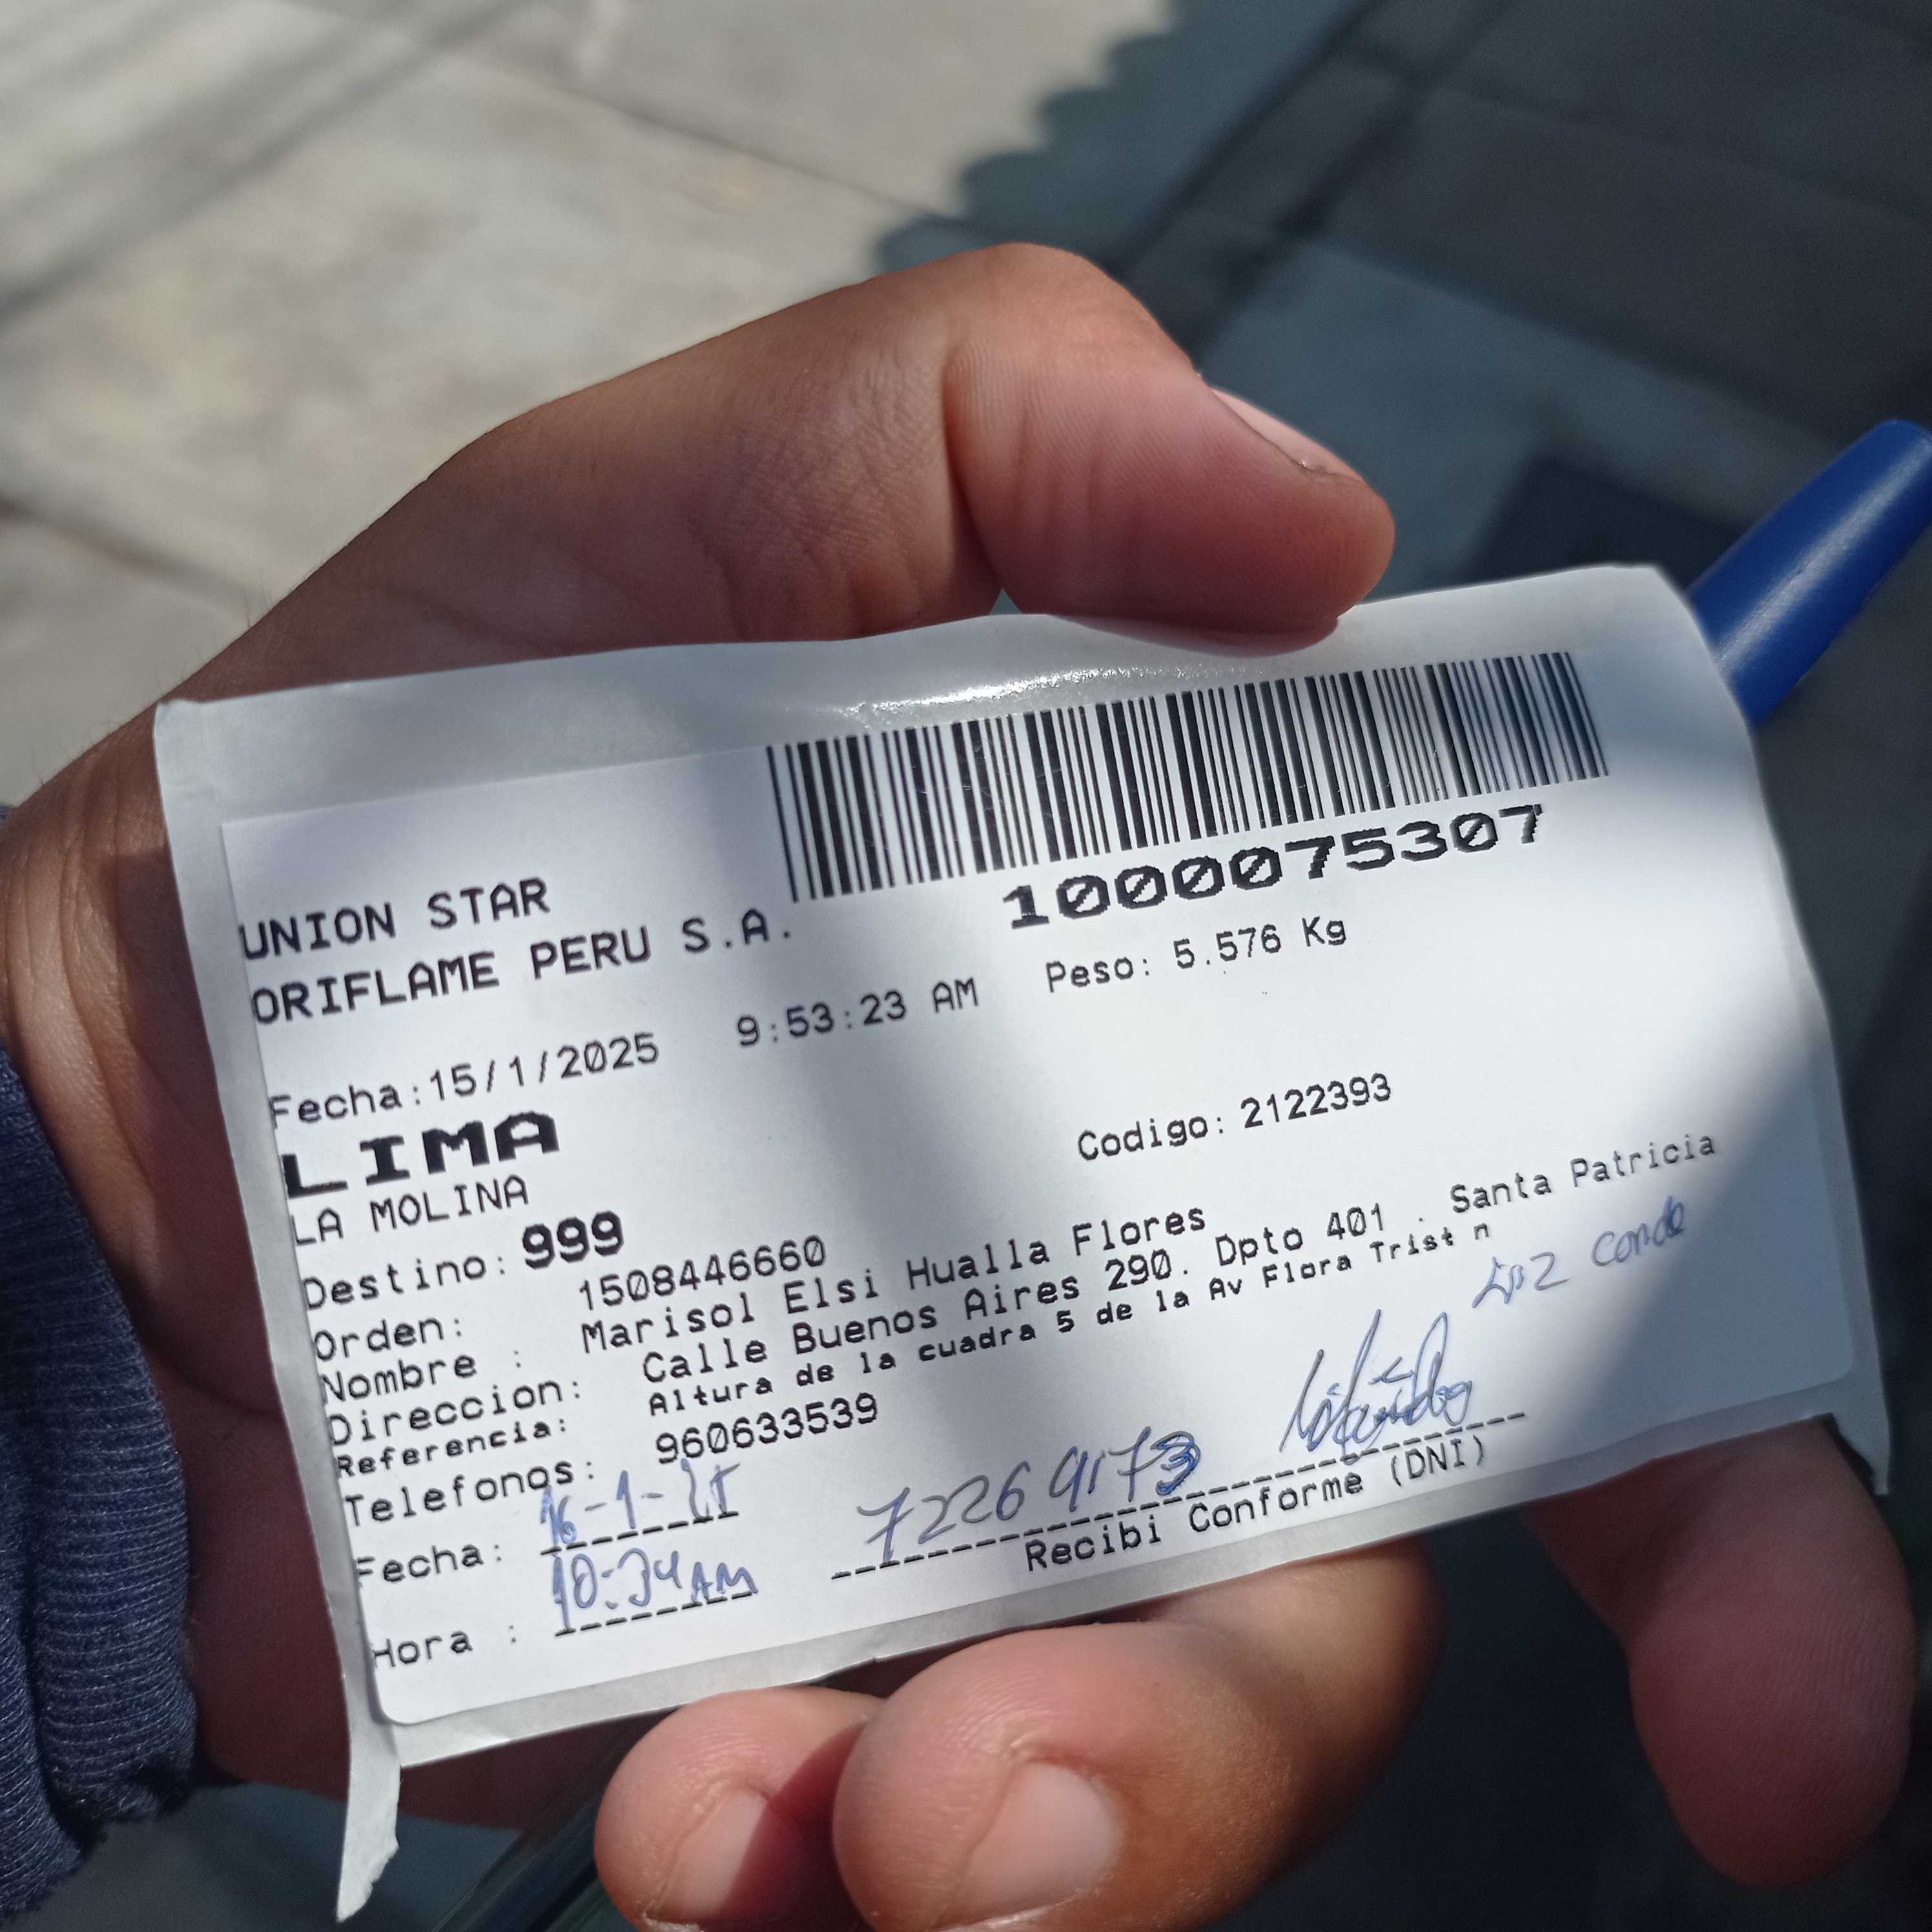 1000075307
UNION STAR
ORIFLAME PERU S.A.
Peso: 5.576 Kg
Fecha:15/1/2025 9:53:23 AM
LIMA
LA MOLINA
Codigo: 2122393
Destino: 999
Orden: 1508446660
Nombre : Marisol Elsi Hualla Flores
Direccion: Calle Buenos Aires 290. Dpto 401 . Santa Patricia
Referencia: Altura de la cuadra 5 de la Av Flora Trist n
Telefonos: 960633539
Conde
Fecha: 16-1-25
72269173
Recibi Conforme (DNI)
Hora : 10:34 AM